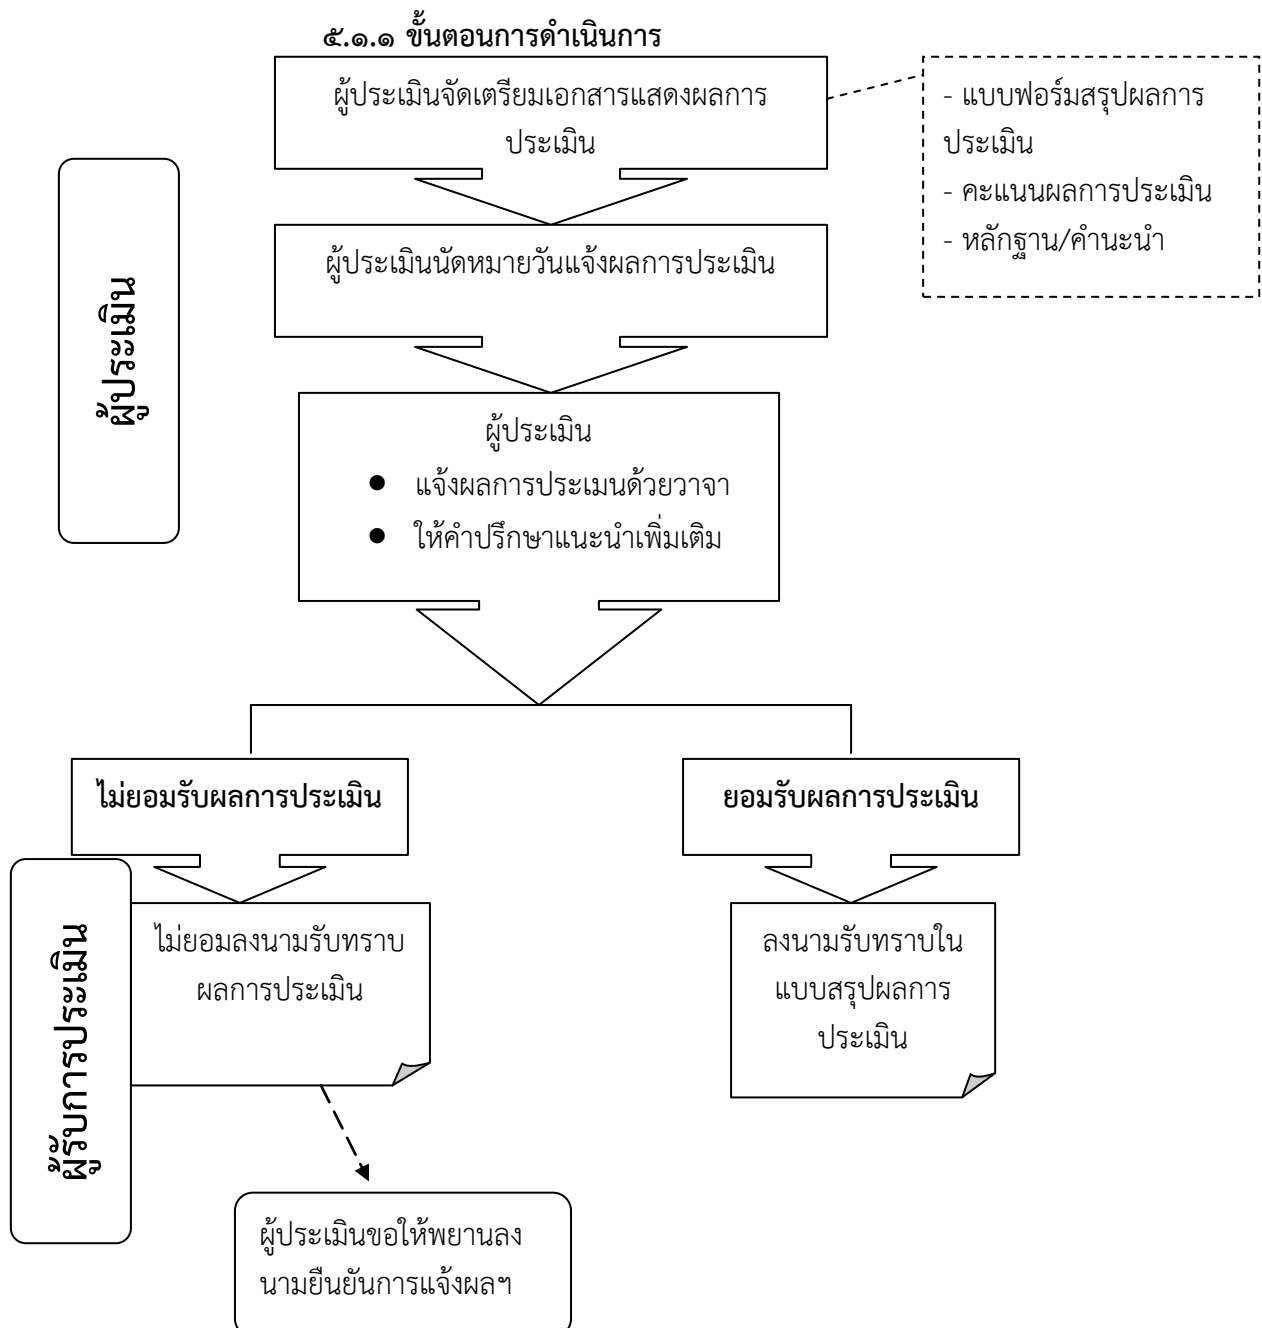 ๕.๑.๑ ขั้นตอนการดำเนินการ
ผู้ประเมินจัดเตรียมเอกสารแสดงผลการ
ประเมิน
- แบบฟอร์มสรุปผลการ
ประเมิน
- คะแนนผลการประเมิน
- หลักฐาน/คำนะนำ
ผู้ประเมิน
ผู้ประเมินนัดหมายวันแจ้งผลการประเมิน
ผู้ประเมิน
● แจ้งผลการประเมนด้วยวาจา
● ให้คำปรึกษาแนะนำเพิ่มเติม
ไม่ยอมรับผลการประเมิน
ยอมรับผลการประเมิน
ผู้รับการประเมิน
ไม่ยอมลงนามรับทราบ
ผลการประเมิน
ลงนามรับทราบใน
แบบสรุปผลการ
ประเมิน
ผู้ประเมินขอให้พยานลง
นามยืนยันการแจ้งผลฯ